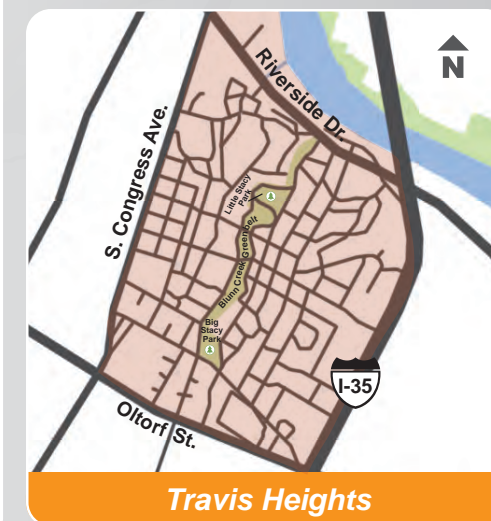 N
Riverside Dr.
S. Congress Ave.
Little Stacy
Park
Blunn Creek Greenbelt
Big
Stacy
Park
I-35
Oltorf St.
Travis Heights